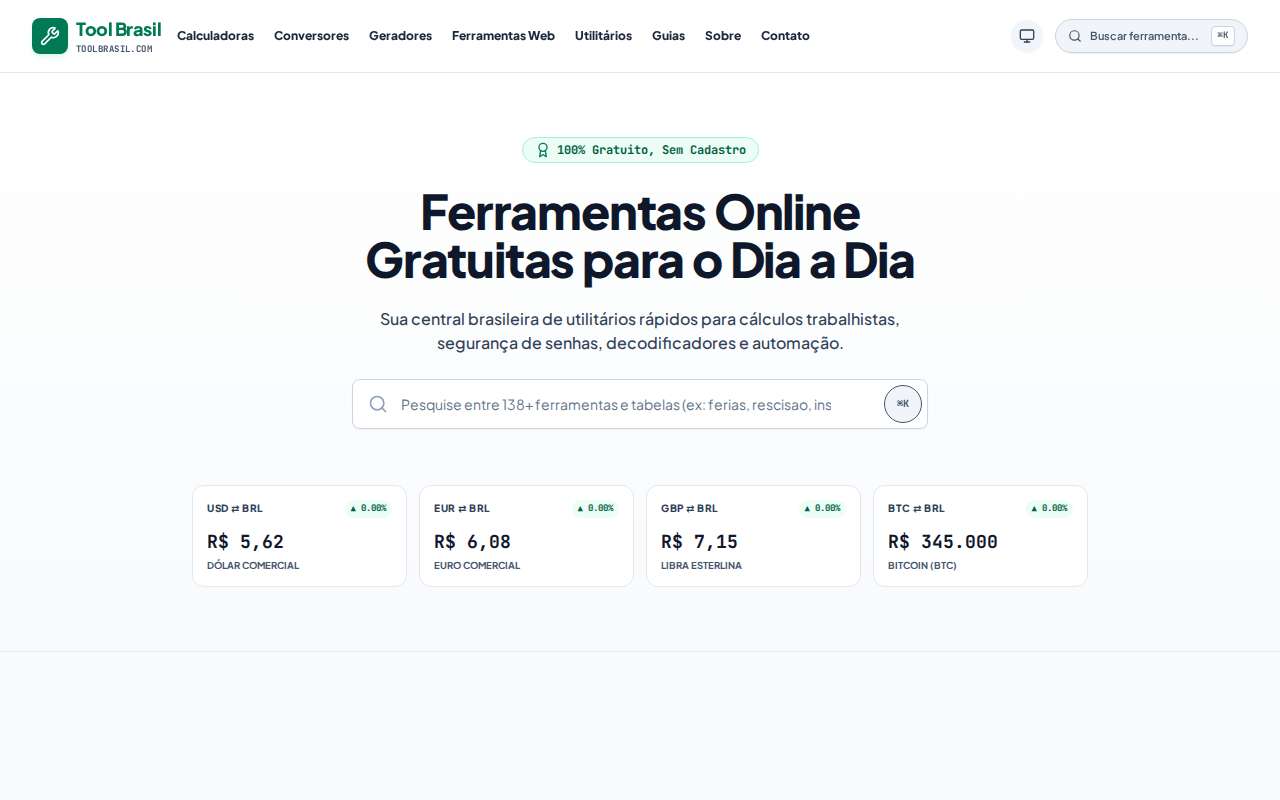 Tool Brasil
TOOLBRASIL.COM
Calculadoras
Conversores
Geradores
Ferramentas Web
Utilitários
Guias
Sobre
Contato
Buscar ferramenta...
⌘K
100% Gratuito, Sem Cadastro
Ferramentas Online
Gratuitas para o Dia a Dia
Sua central brasileira de utilitários rápidos para cálculos trabalhistas,
segurança de senhas, decodificadores e automação.
Pesquise entre 138+ ferramentas e tabelas (ex: ferias, rescisao, ins
⌘K
USD ⇄ BRL
▲ 0.00%
R$ 5,62
DÓLAR COMERCIAL
EUR ⇄ BRL
▲ 0.00%
R$ 6,08
EURO COMERCIAL
GBP ⇄ BRL
▲ 0.00%
R$ 7,15
LIBRA ESTERLINA
BTC ⇄ BRL
▲ 0.00%
R$ 345.000
BITCOIN (BTC)